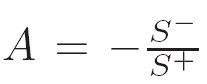 A = −\frac{S^-}{S^+}